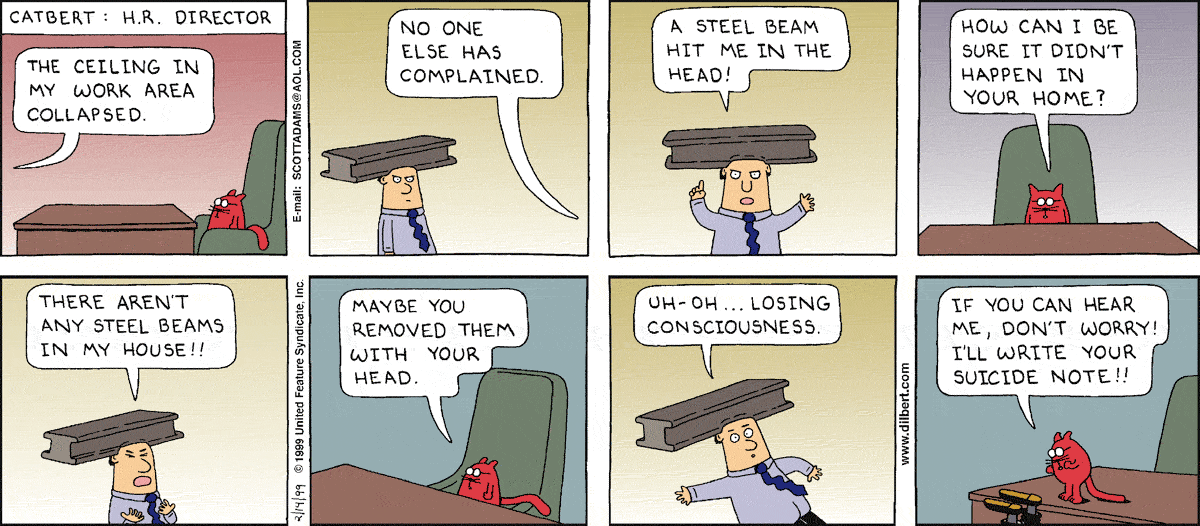 CATBERT: H.R. DIRECTOR
THE CEILING IN
MY WORK AREA
COLLAPSED.
E-mail: SCOTTADAMS@AOL.COM
NO ONE
ELSE HAS
COMPLAINED.
A STEEL BEAM
HIT ME IN THE
HEAD!
HOW CAN I BE
SURE IT DIDN'T
HAPPEN IN
YOUR HOME?
THERE AREN'T
ANY STEEL BEAMS
IN MY HOUSE!!
2/14/99 © 1999 United Feature Syndicate, Inc.
MAYBE YOU
REMOVED THEM
WITH YOUR
HEAD.
UH-OH... LOSING
CONSCIOUSNESS.
www.dilbert.com
IF YOU CAN HEAR
ME, DON'T WORRY!
I'LL WRITE YOUR
SUICIDE NOTE!!